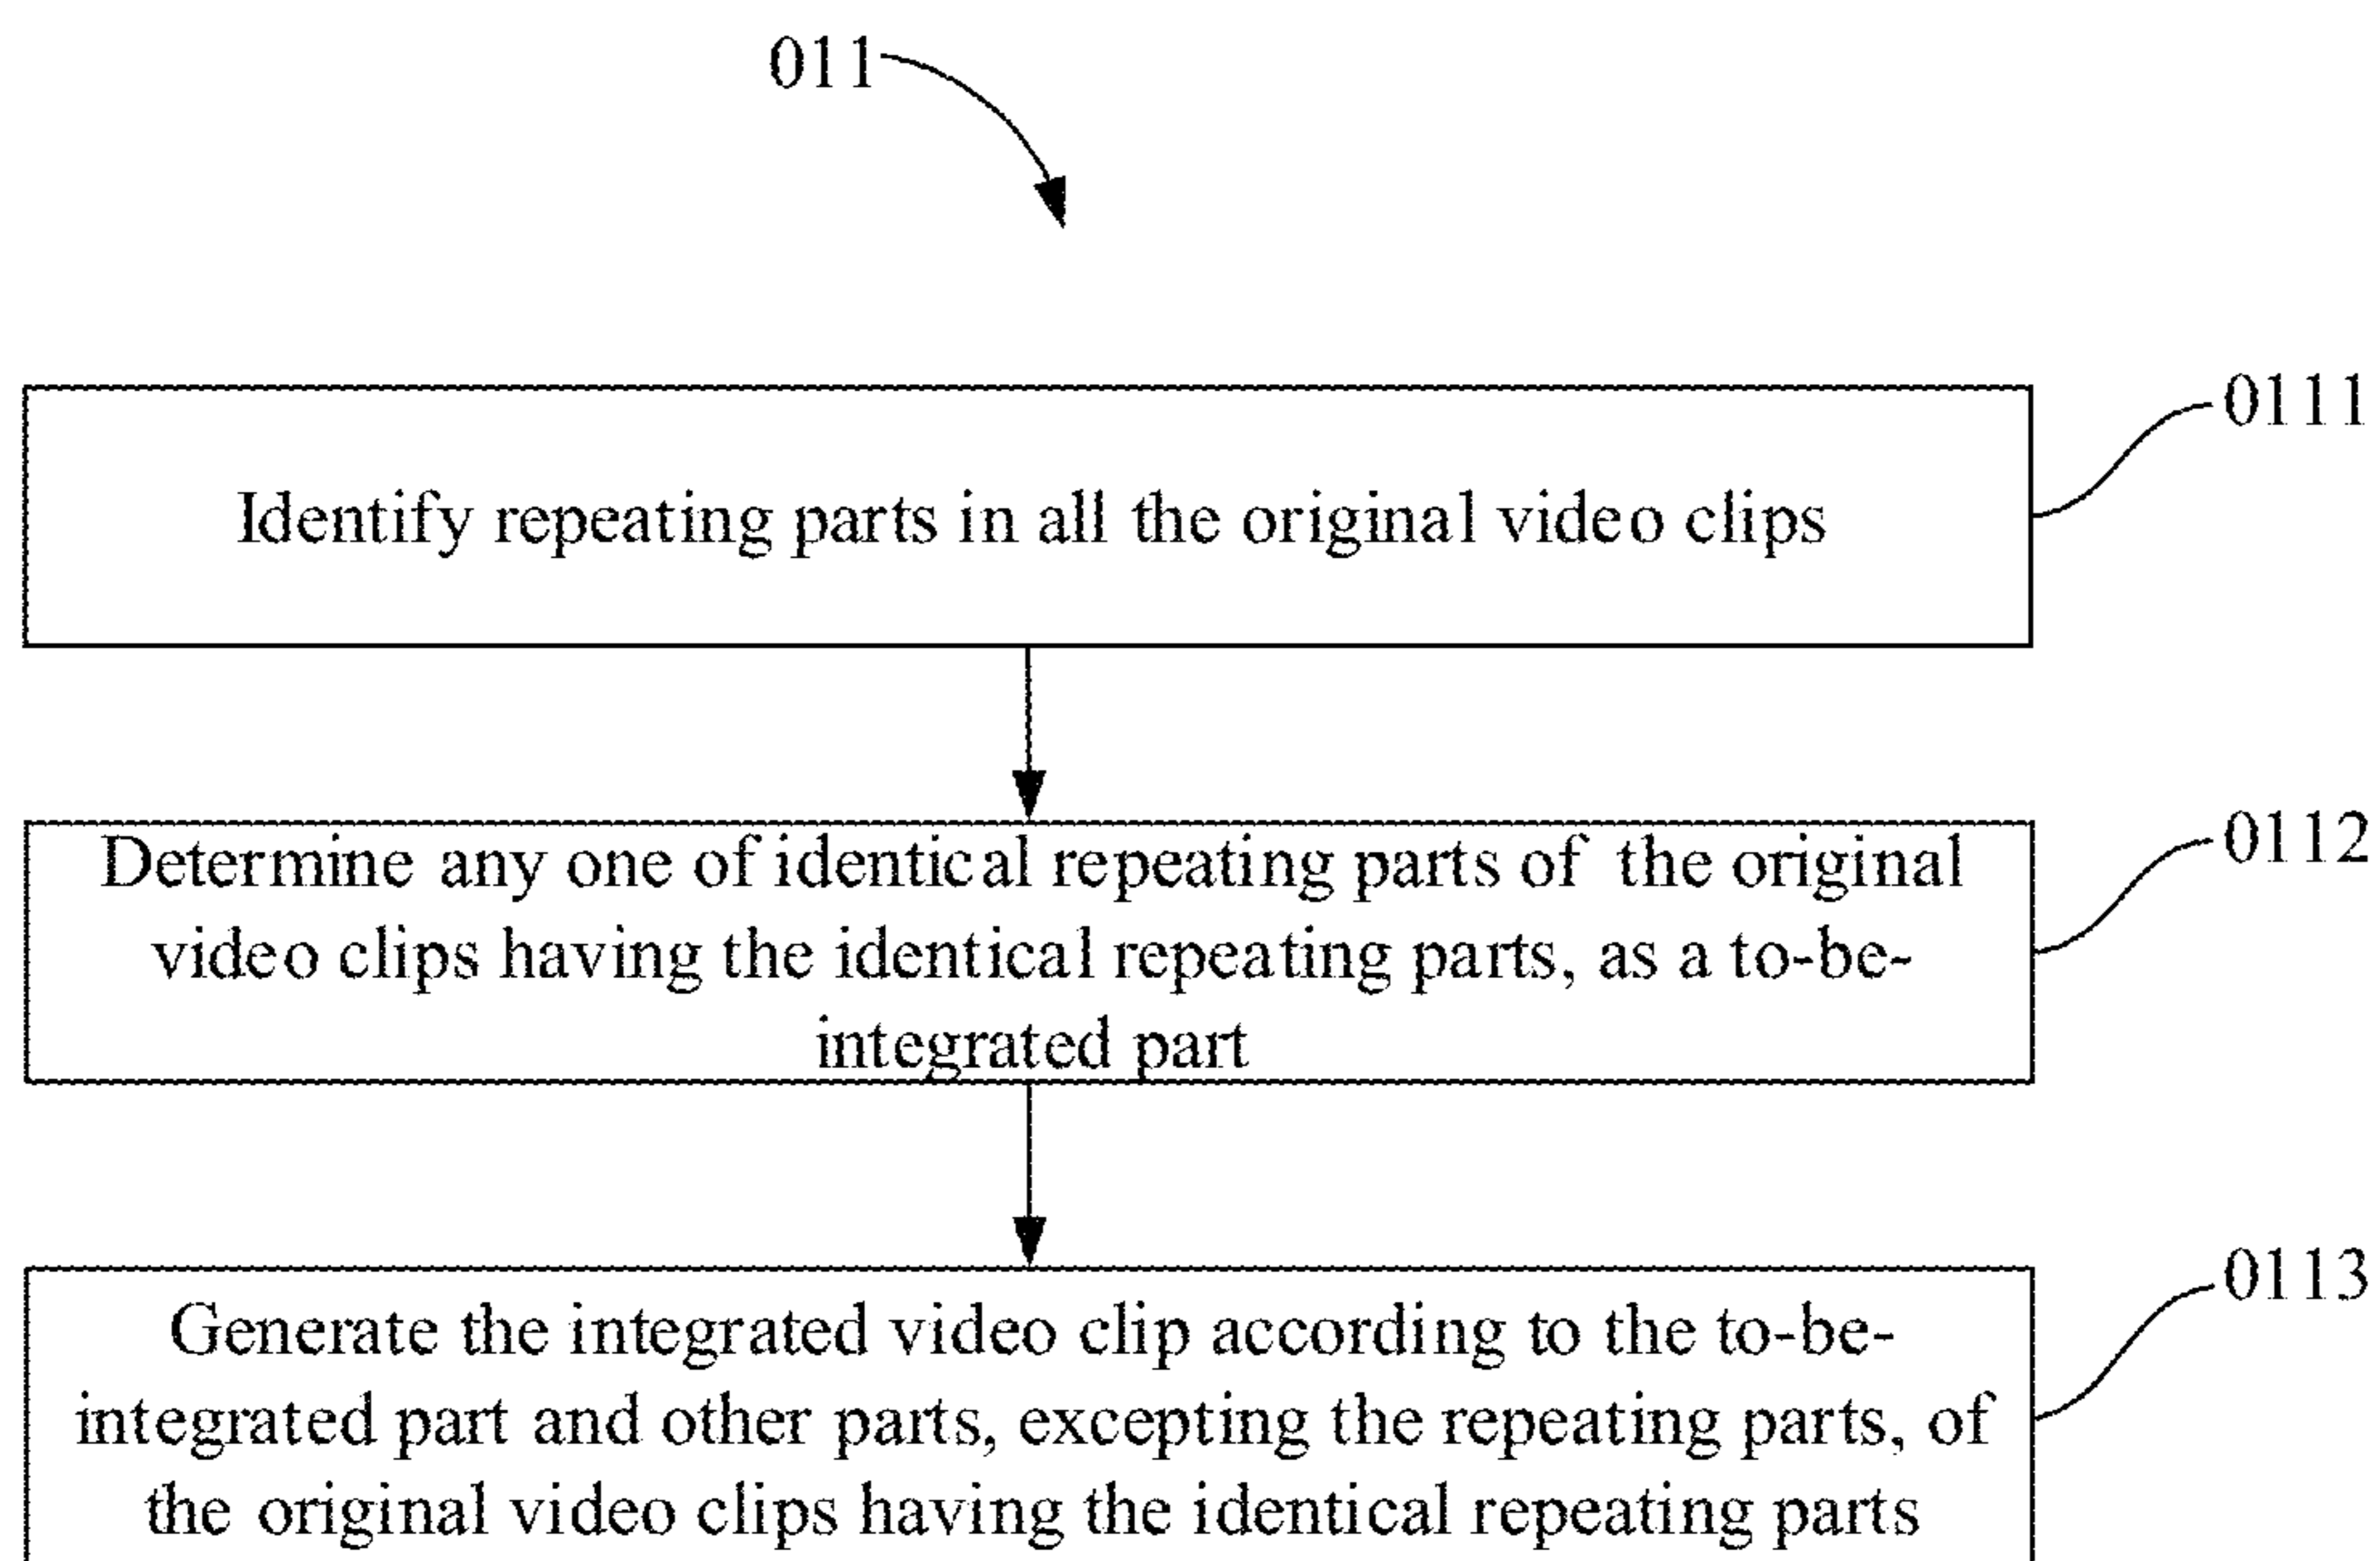 011
0111
Identify repeating parts in all the original video clips
0112
Determine any one of identical repeating parts of the original
video clips having the identical repeating parts, as a to-be-
integrated part
0113
Generate the integrated video clip according to the to-be-
integrated part and other parts, excepting the repeating parts, of
the original video clips having the identical repeating parts